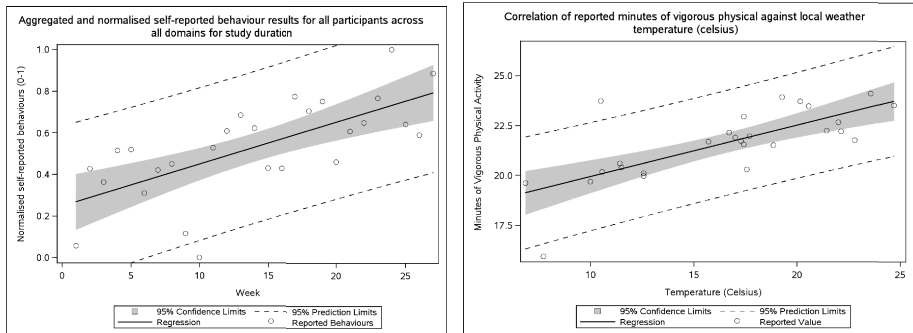 Aggregated and normalised self-reported behaviour results for all participants across
all domains for study duration
Normalised self-reported behaviours (0-1)
1.0
0.8
0.6
0.4
0.2
0.0
0
5
10
15
20
25
Week
95% Confidence Limits
95% Prediction Limits
Regression
Reported Behaviours
Correlation of reported minutes of vigorous physical against local weather
temperature (celsius)
Minutes of Vigorous Physical Activity
25.0
22.5
20.0
17.5
10
15
20
25
Temperature (Celsius)
95% Confidence Limits
95% Prediction Limits
Regression
Reported Value